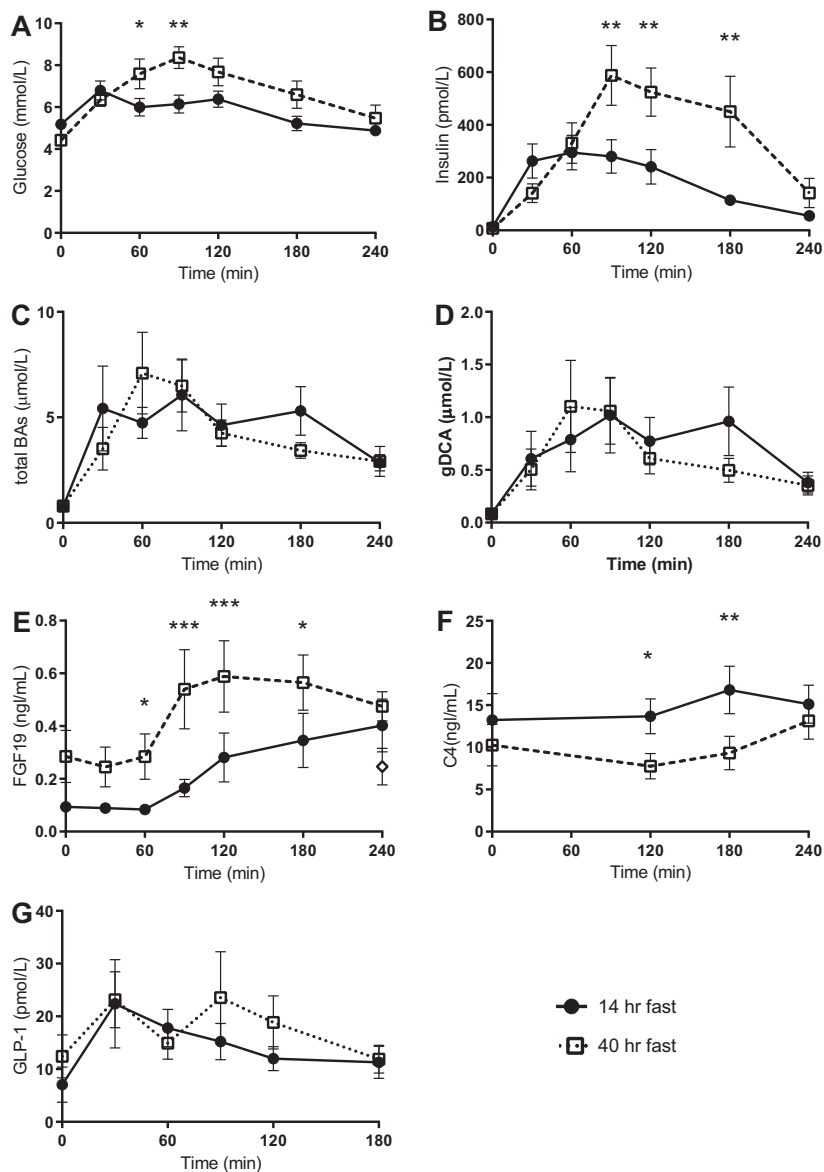 A
Glucose (mmol/L)
* **
10
8
6
4
2
0
0 60 120 180 240
Time (min)
B
Insulin (pmol/L)
** ** **
800
600
400
200
0
0 60 120 180 240
Time (min)
C
total BAs (μmol/L)
10
5
0
0 60 120 180 240
Time (min)
D
gDCA (μmol/L)
2.0
1.5
1.0
0.5
0.0
0 60 120 180 240
Time (min)
E
FGF19 (ngl/mL)
* *** *** *
0.8
0.6
0.4
0.2
0.0
0 60 120 180 240
Time (min)
F
C4(ngl/mL)
* **
25
20
15
10
5
0
0 60 120 180 240
Time (min)
G
GLP-1 (pmol/L)
40
30
20
10
0
0 60 120 180
Time (min)
14 hr fast
40 hr fast